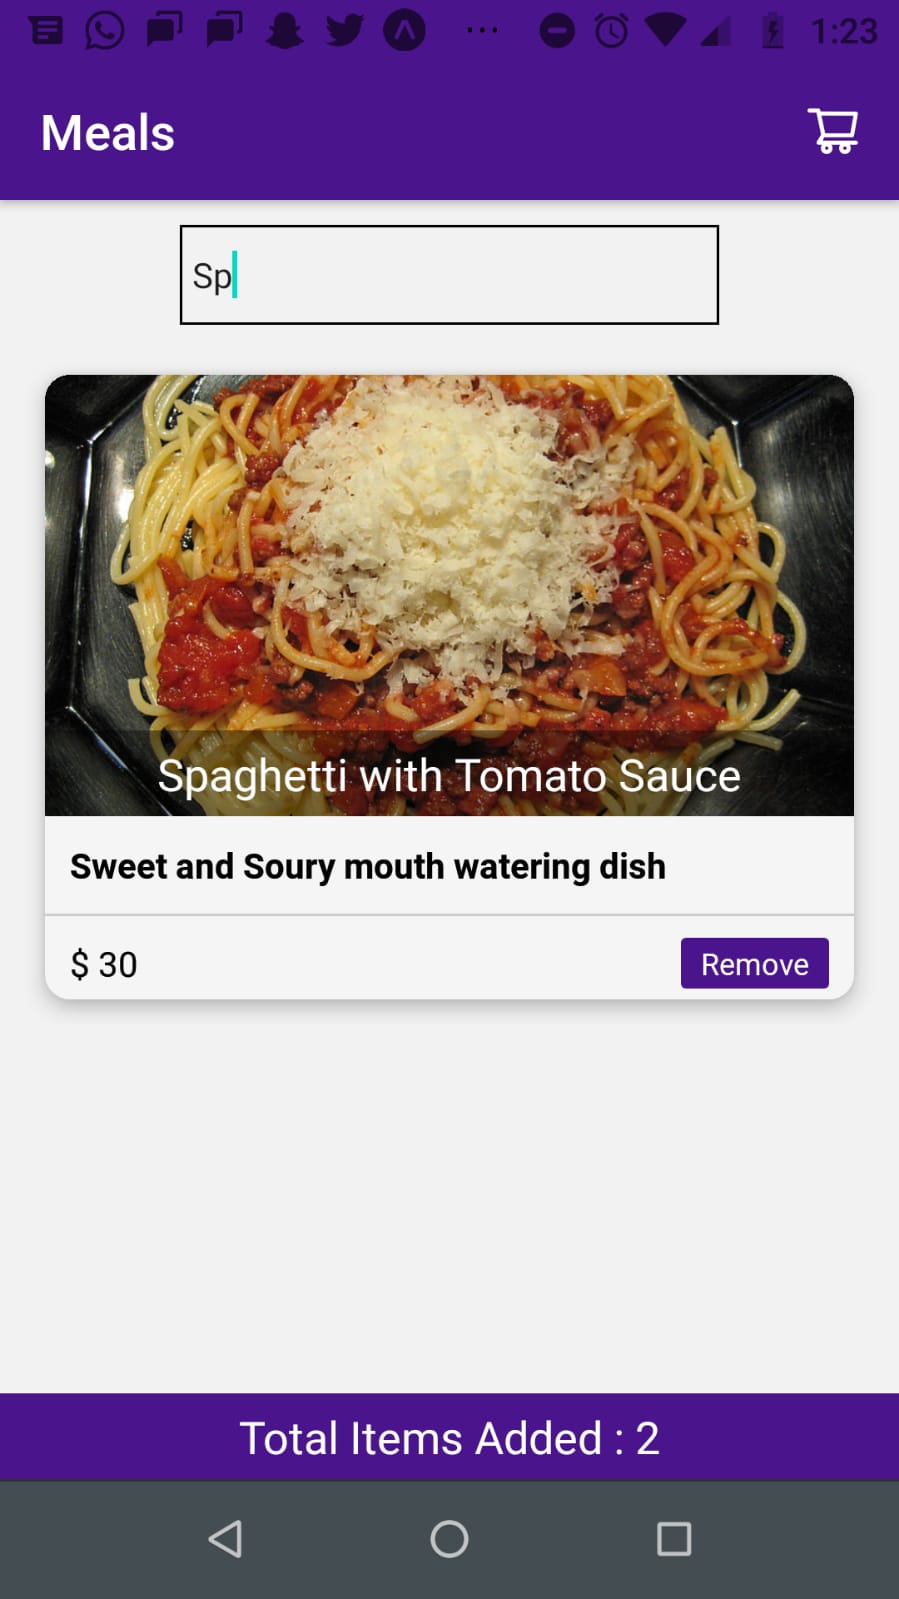 1:23
Meals
Sp
Spaghetti with Tomato Sauce
Sweet and Soury mouth watering dish
$ 30
Remove
Total Items Added : 2